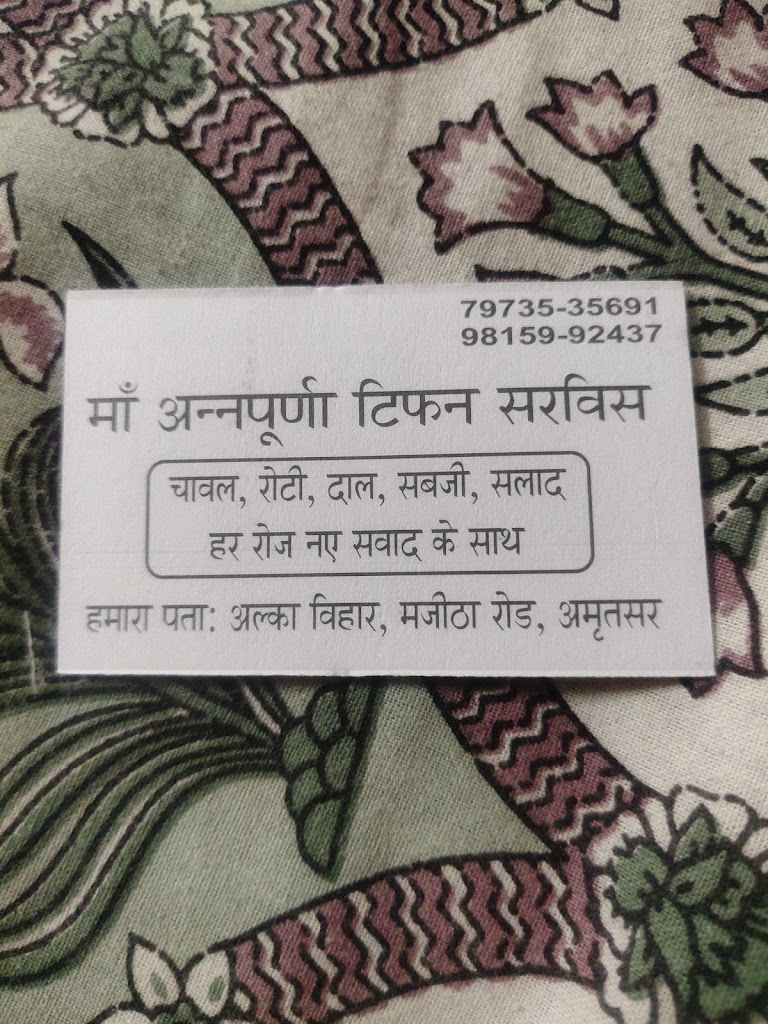 79735-35691
98159-92437
माँ अन्नपूर्णा टिफन सरविस
चावल, रोटी, दाल, सबजी, सलाद
हर रोज नए सवाद के साथ
हमारा पता: अल्का विहार, मजीठा रोड, अमृतसर